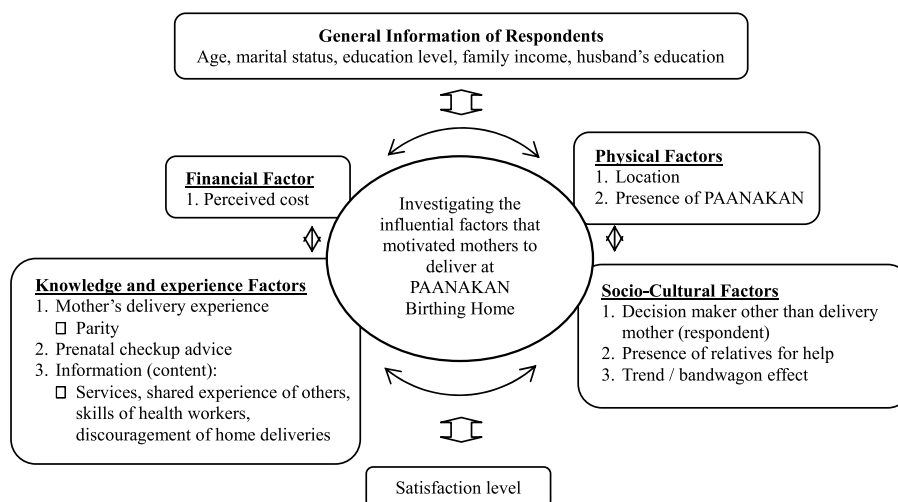 General Information of Respondents
Age, marital status, education level, family income, husband's education
Financial Factor
1. Perceived cost
Physical Factors
1. Location
2. Presence of PAANAKAN
Investigating the
influential factors that
motivated mothers to
deliver at
PAANAKAN
Birthing Home
Knowledge and experience Factors
1. Mother's delivery experience
□ Parity
2. Prenatal checkup advice
3. Information (content):
□ Services, shared experience of others,
skills of health workers,
discouragement of home deliveries
Socio-Cultural Factors
1. Decision maker other than delivery
mother (respondent)
2. Presence of relatives for help
3. Trend / bandwagon effect
Satisfaction level